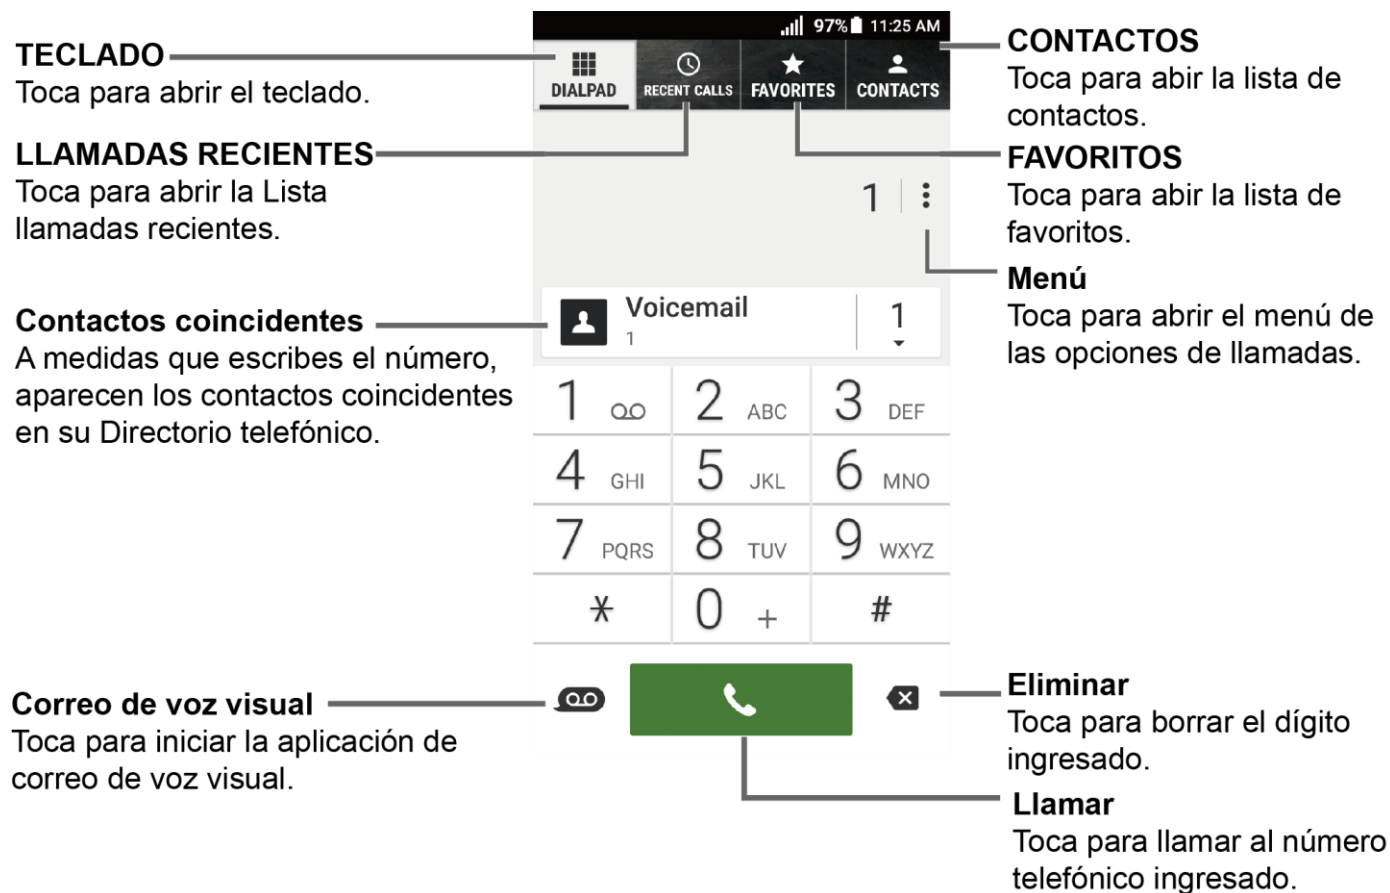 TECLADO
Toca para abrir el teclado.
LLAMADAS RECIENTES
Toca para abrir la Lista
llamadas recientes.
Contactos coincidentes
A medidas que escribes el número,
aparecen los contactos coincidentes
en su Directorio telefónico.
Correo de voz visual
Toca para iniciar la aplicación de
correo de voz visual.
97% 11:25 AM
DIALPAD RECENT CALLS FAVORITES CONTACTS
1
Voicemail 1
1
1 2 ABC 3 DEF
4 GHI 5 JKL 6 MNO
7 PQRS 8 TUV 9 WXYZ
* 0 + #
CONTACTOS
Toca para abir la lista de
contactos.
FAVORITOS
Toca para abir la lista de
favoritos.
Menú
Toca para abrir el menú de
las opciones de llamadas.
Eliminar
Toca para borrar el dígito
ingresado.
Llamar
Toca para llamar al número
telefónico ingresado.